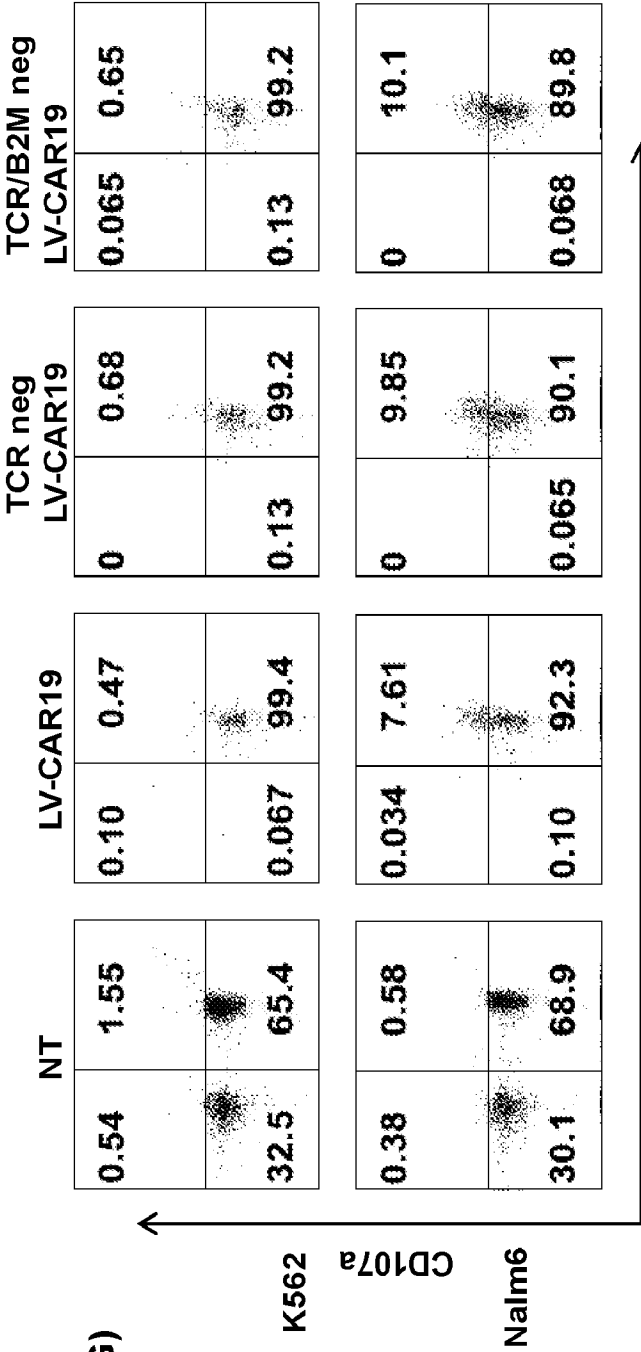 NT
LV-CAR19
TCR neg
LV-CAR19
TCR/B2M neg
LV-CAR19
K562
0.54 1.55
32.5 65.4
0.10 0.47
0.067 99.4
0 0.68
0.13 99.2
0.065 0.65
0.13 99.2
CD107a
Nalm6
0.38 0.58
30.1 68.9
0.034 7.61
0.10 92.3
0 9.85
0.065 90.1
0 10.1
0.068 89.8